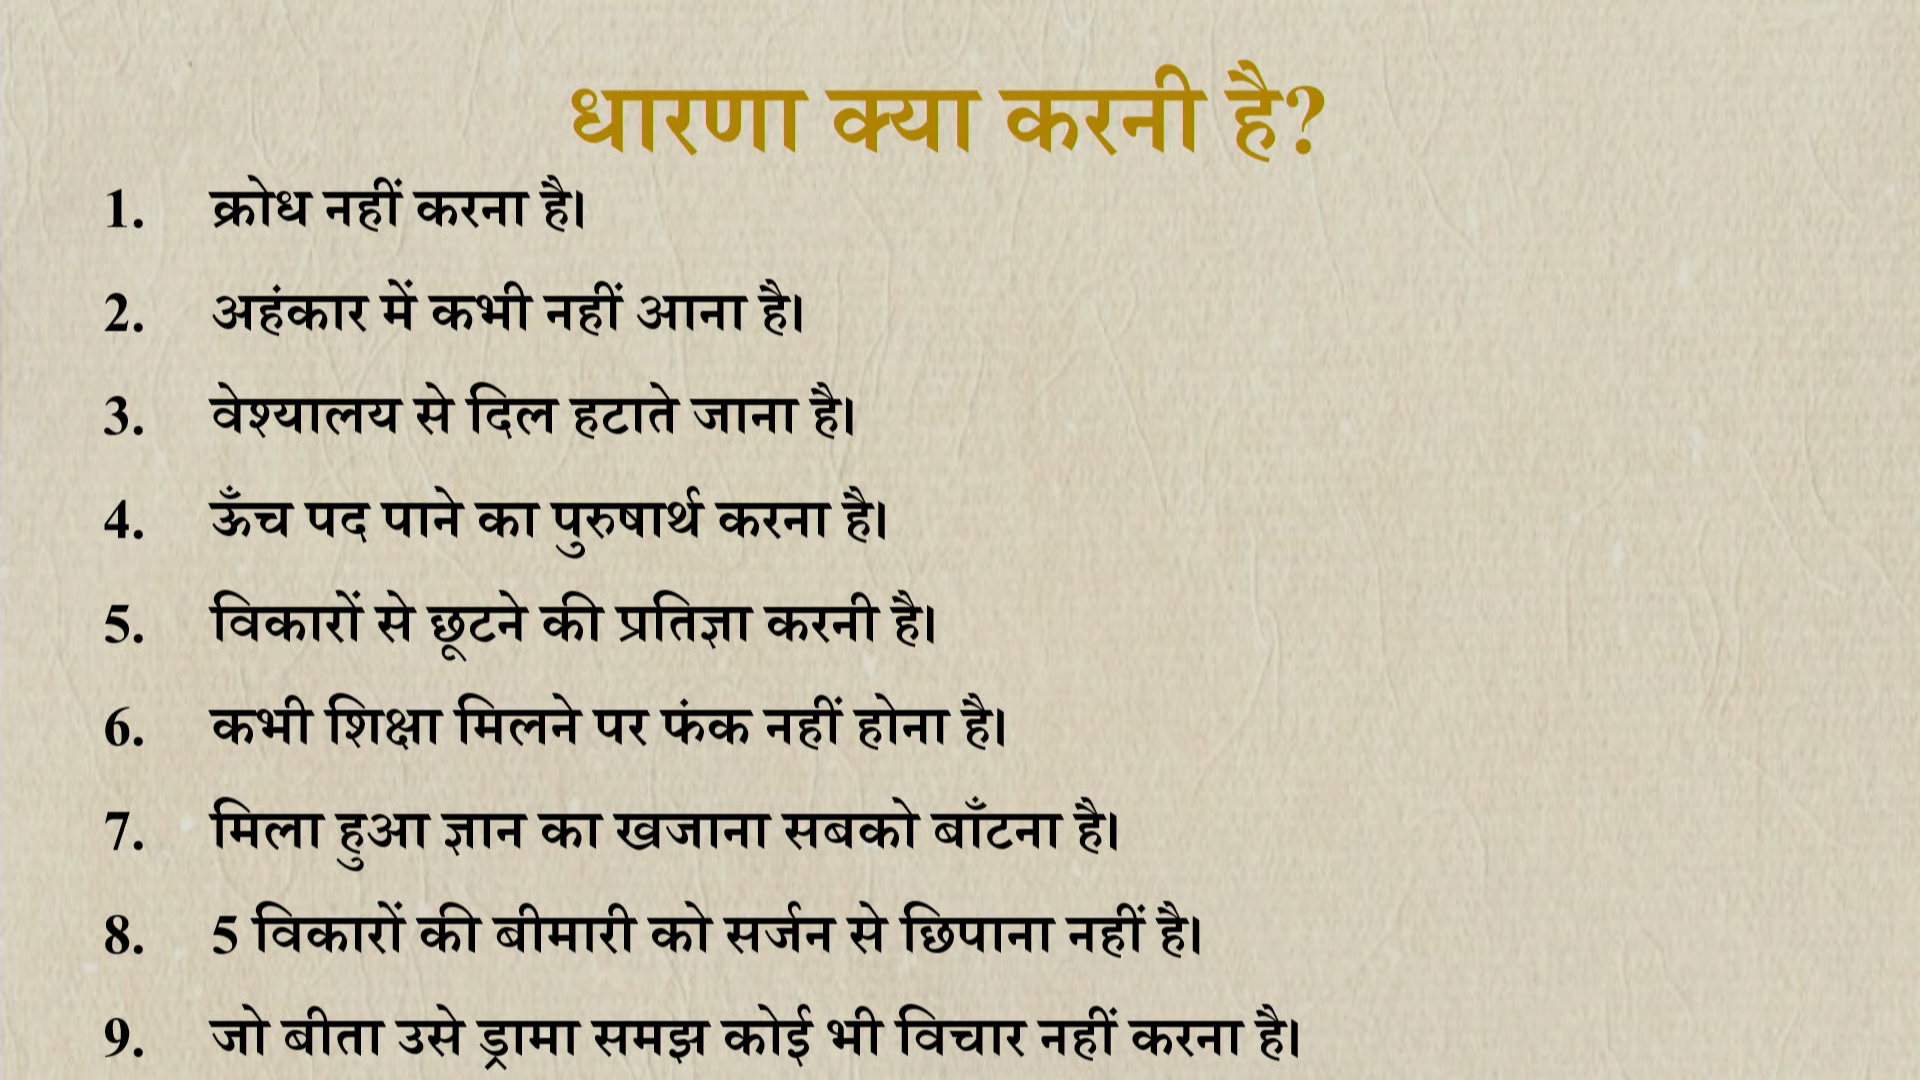 धारणा क्या करनी है?
1. क्रोध नहीं करना है।
2. अहंकार में कभी नहीं आना है।
3. वेश्यालय से दिल हटाते जाना है।
4. ऊँच पद पाने का पुरुषार्थ करना है।
5. विकारों से छूटने की प्रतिज्ञा करनी है।
6. कभी शिक्षा मिलने पर फंक नहीं होना है।
7. मिला हुआ ज्ञान का खजाना सबको बाँटना है।
8. 5 विकारों की बीमारी को सर्जन से छिपाना नहीं है।
9. जो बीता उसे ड्रामा समझ कोई भी विचार नहीं करना है।